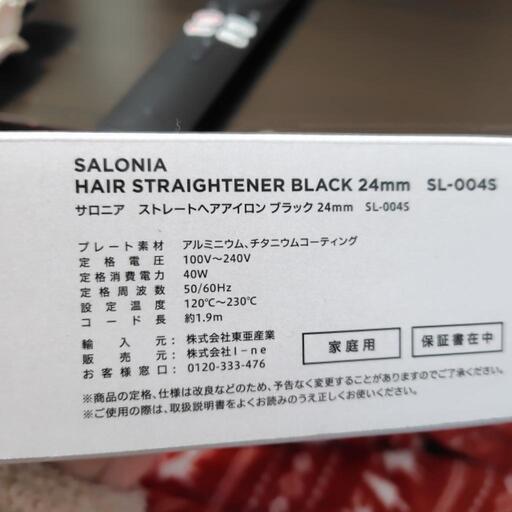 SALONIA
HAIR STRAIGHTENER BLACK 24mm SL-004S
サロニア ストレートヘアアイロン ブラック 24mm SL-004S
プレート素材 アルミニウム、チタニウムコーティング
定格電圧 100V～240V
定格消費電力 40W
定格周波数 50/60Hz
設定温度 120℃～230℃
コード長 約1.9m
輸入元： 株式会社東亜産業
販売元： 株式会社I-ne
お客様窓口： 0120-333-476
家庭用
保証書在中
※商品の定格、仕様は改良などのため、予告なく変更することがありますのでご了承ください。
※ご使用の際は、取扱説明書をよくお読みのうえ正しくお使いください。